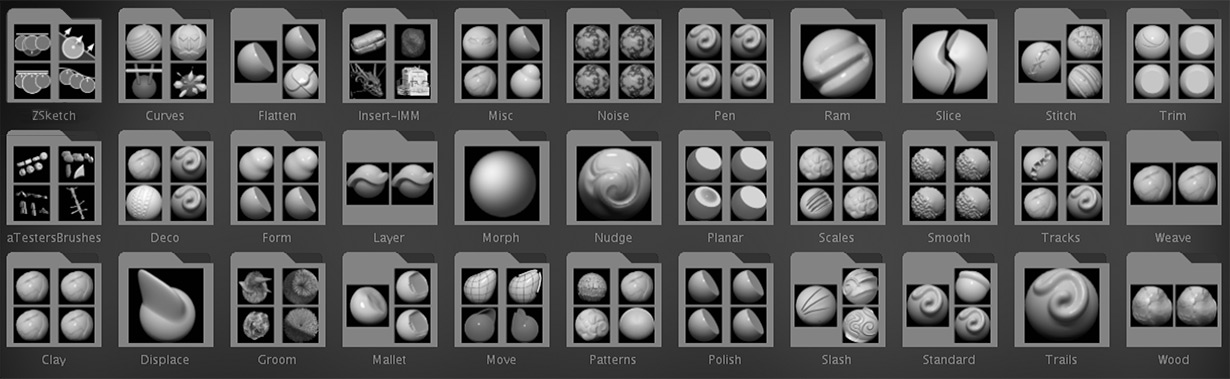 ZSketch Curves Flatten Insert-IMM Misc Noise Pen Ram Slice Stitch Trim
aTestersBrushes Deco Form Layer Morph Nudge Planar Scales Smooth Tracks Weave
Clay Displace Groom Mallet Move Patterns Polish Slash Standard Trails Wood